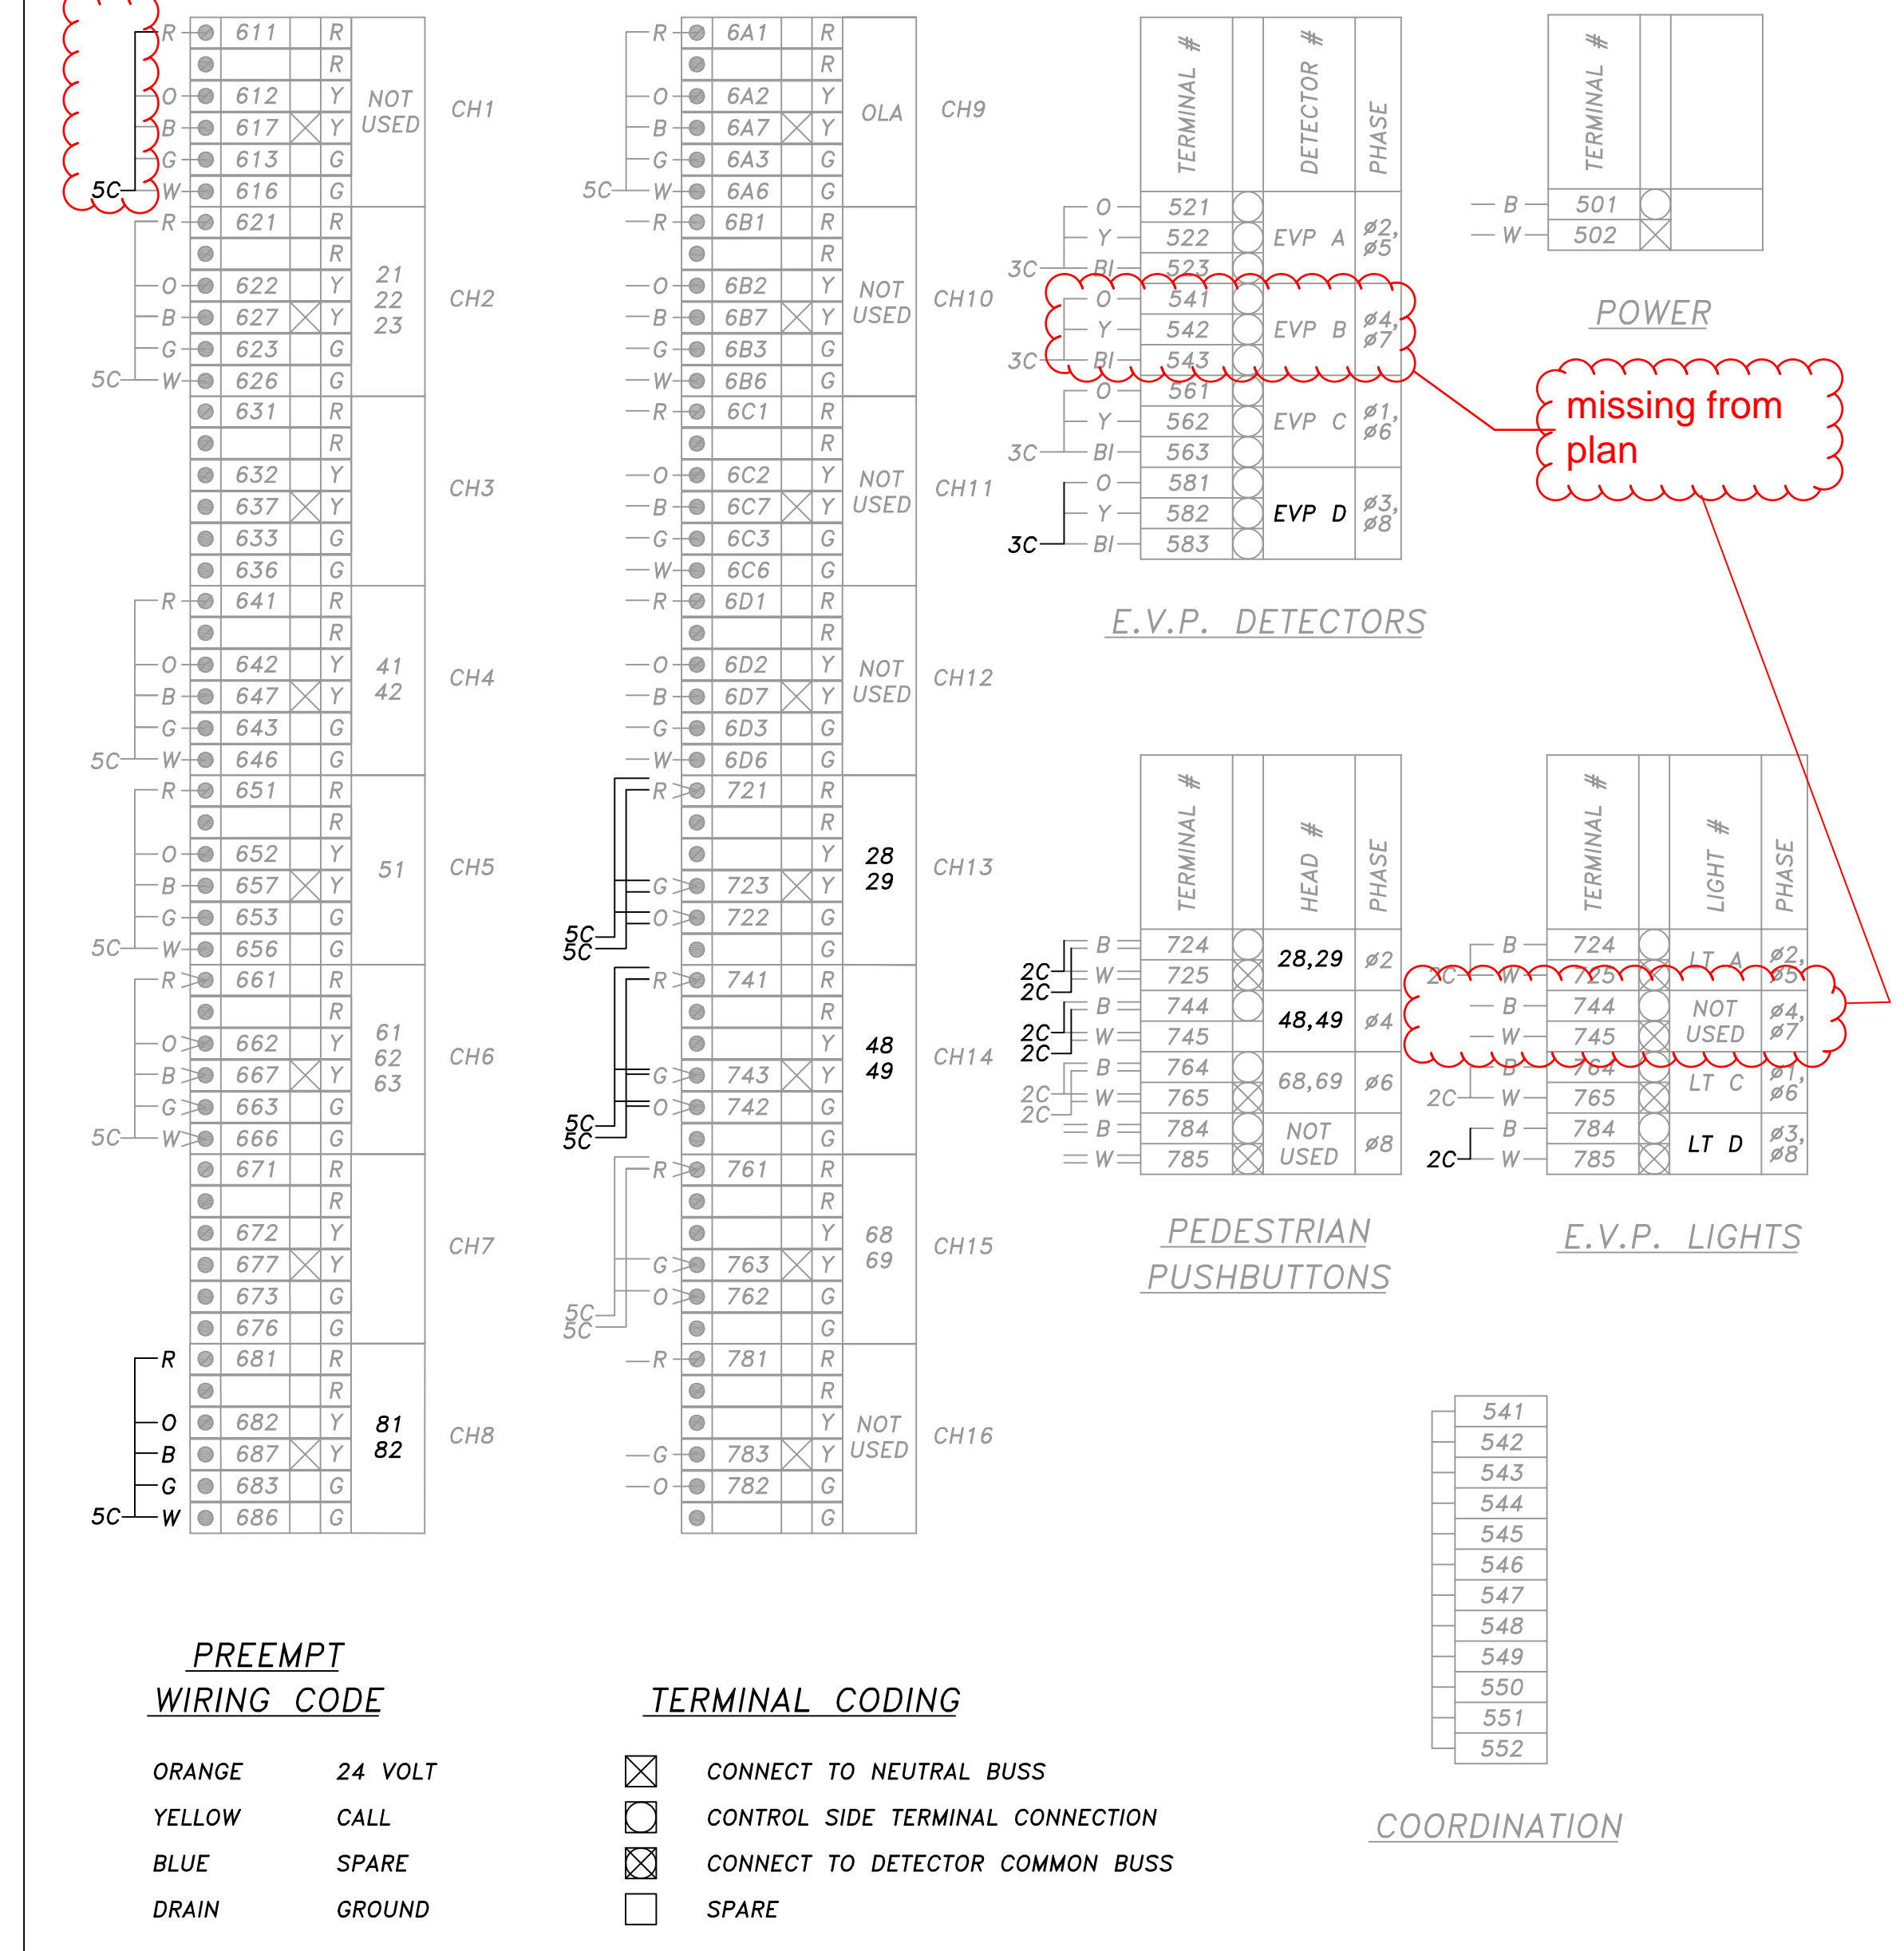 R 611 R
R
O 612 Y
B 617 Y
G 613 G
5C W 616 G
NOT
USED
CH1
R 621 R
R
O 622 Y
B 627 Y
G 623 G
5C W 626 G
21
22
23
CH2
631 R
R
632 Y
637 Y
633 G
636 G
CH3
R 641 R
R
O 642 Y
B 647 Y
G 643 G
5C W 646 G
41
42
CH4
R 651 R
R
O 652 Y
B 657 Y
G 653 G
5C W 656 G
51
CH5
R 661 R
R
O 662 Y
B 667 Y
G 663 G
5C W 666 G
61
62
63
CH6
671 R
R
672 Y
677 Y
673 G
676 G
CH7
R 681 R
R
O 682 Y
B 687 Y
G 683 G
5C W 686 G
81
82
CH8
R 6A1 R
R
O 6A2 Y
B 6A7 Y
G 6A3 G
5C W 6A6 G
OLA
CH9
R 6B1 R
R
O 6B2 Y
B 6B7 Y
G 6B3 G
W 6B6 G
NOT
USED
CH10
R 6C1 R
R
O 6C2 Y
B 6C7 Y
G 6C3 G
W 6C6 G
NOT
USED
CH11
R 6D1 R
R
O 6D2 Y
B 6D7 Y
G 6D3 G
W 6D6 G
NOT
USED
CH12
R 721 R
R
Y
G 723 Y
O 722 G
G
5C
5C
28
29
CH13
R 741 R
R
Y
G 743 Y
O 742 G
G
5C
5C
48
49
CH14
R 761 R
R
Y
G 763 Y
O 762 G
G
5C
5C
68
69
CH15
R 781 R
R
Y
G 783 Y
O 782 G
G
NOT
USED
CH16
TERMINAL # DETECTOR # PHASE
O 521
Y 522
3C BI 523
EVP A
ø2,
ø5
O 541
Y 542
3C BI 543
EVP B
ø4,
ø7
O 561
Y 562
3C BI 563
EVP C
ø1,
ø6
O 581
Y 582
3C BI 583
EVP D
ø3,
ø8
E.V.P. DETECTORS
TERMINAL #
B 501
W 502
POWER
missing from
plan
TERMINAL # HEAD # PHASE
B 724
2C W 725
2C
28,29 ø2
B 744
2C W 745
2C
48,49 ø4
B 764
2C W 765
2C
68,69 ø6
B 784
W 785
NOT
USED
ø8
PEDESTRIAN
PUSHBUTTONS
TERMINAL # LIGHT # PHASE
B 724
2C W 725
LT A
ø2,
ø5
B 744
W 745
NOT
USED
ø4,
ø7
B 764
2C W 765
LT C
ø1,
ø6
B 784
2C W 785
LT D
ø3,
ø8
E.V.P. LIGHTS
541
542
543
544
545
546
547
548
549
550
551
552
COORDINATION
PREEMPT
WIRING CODE
ORANGE 24 VOLT
YELLOW CALL
BLUE SPARE
DRAIN GROUND
TERMINAL CODING
CONNECT TO NEUTRAL BUSS
CONTROL SIDE TERMINAL CONNECTION
CONNECT TO DETECTOR COMMON BUSS
SPARE